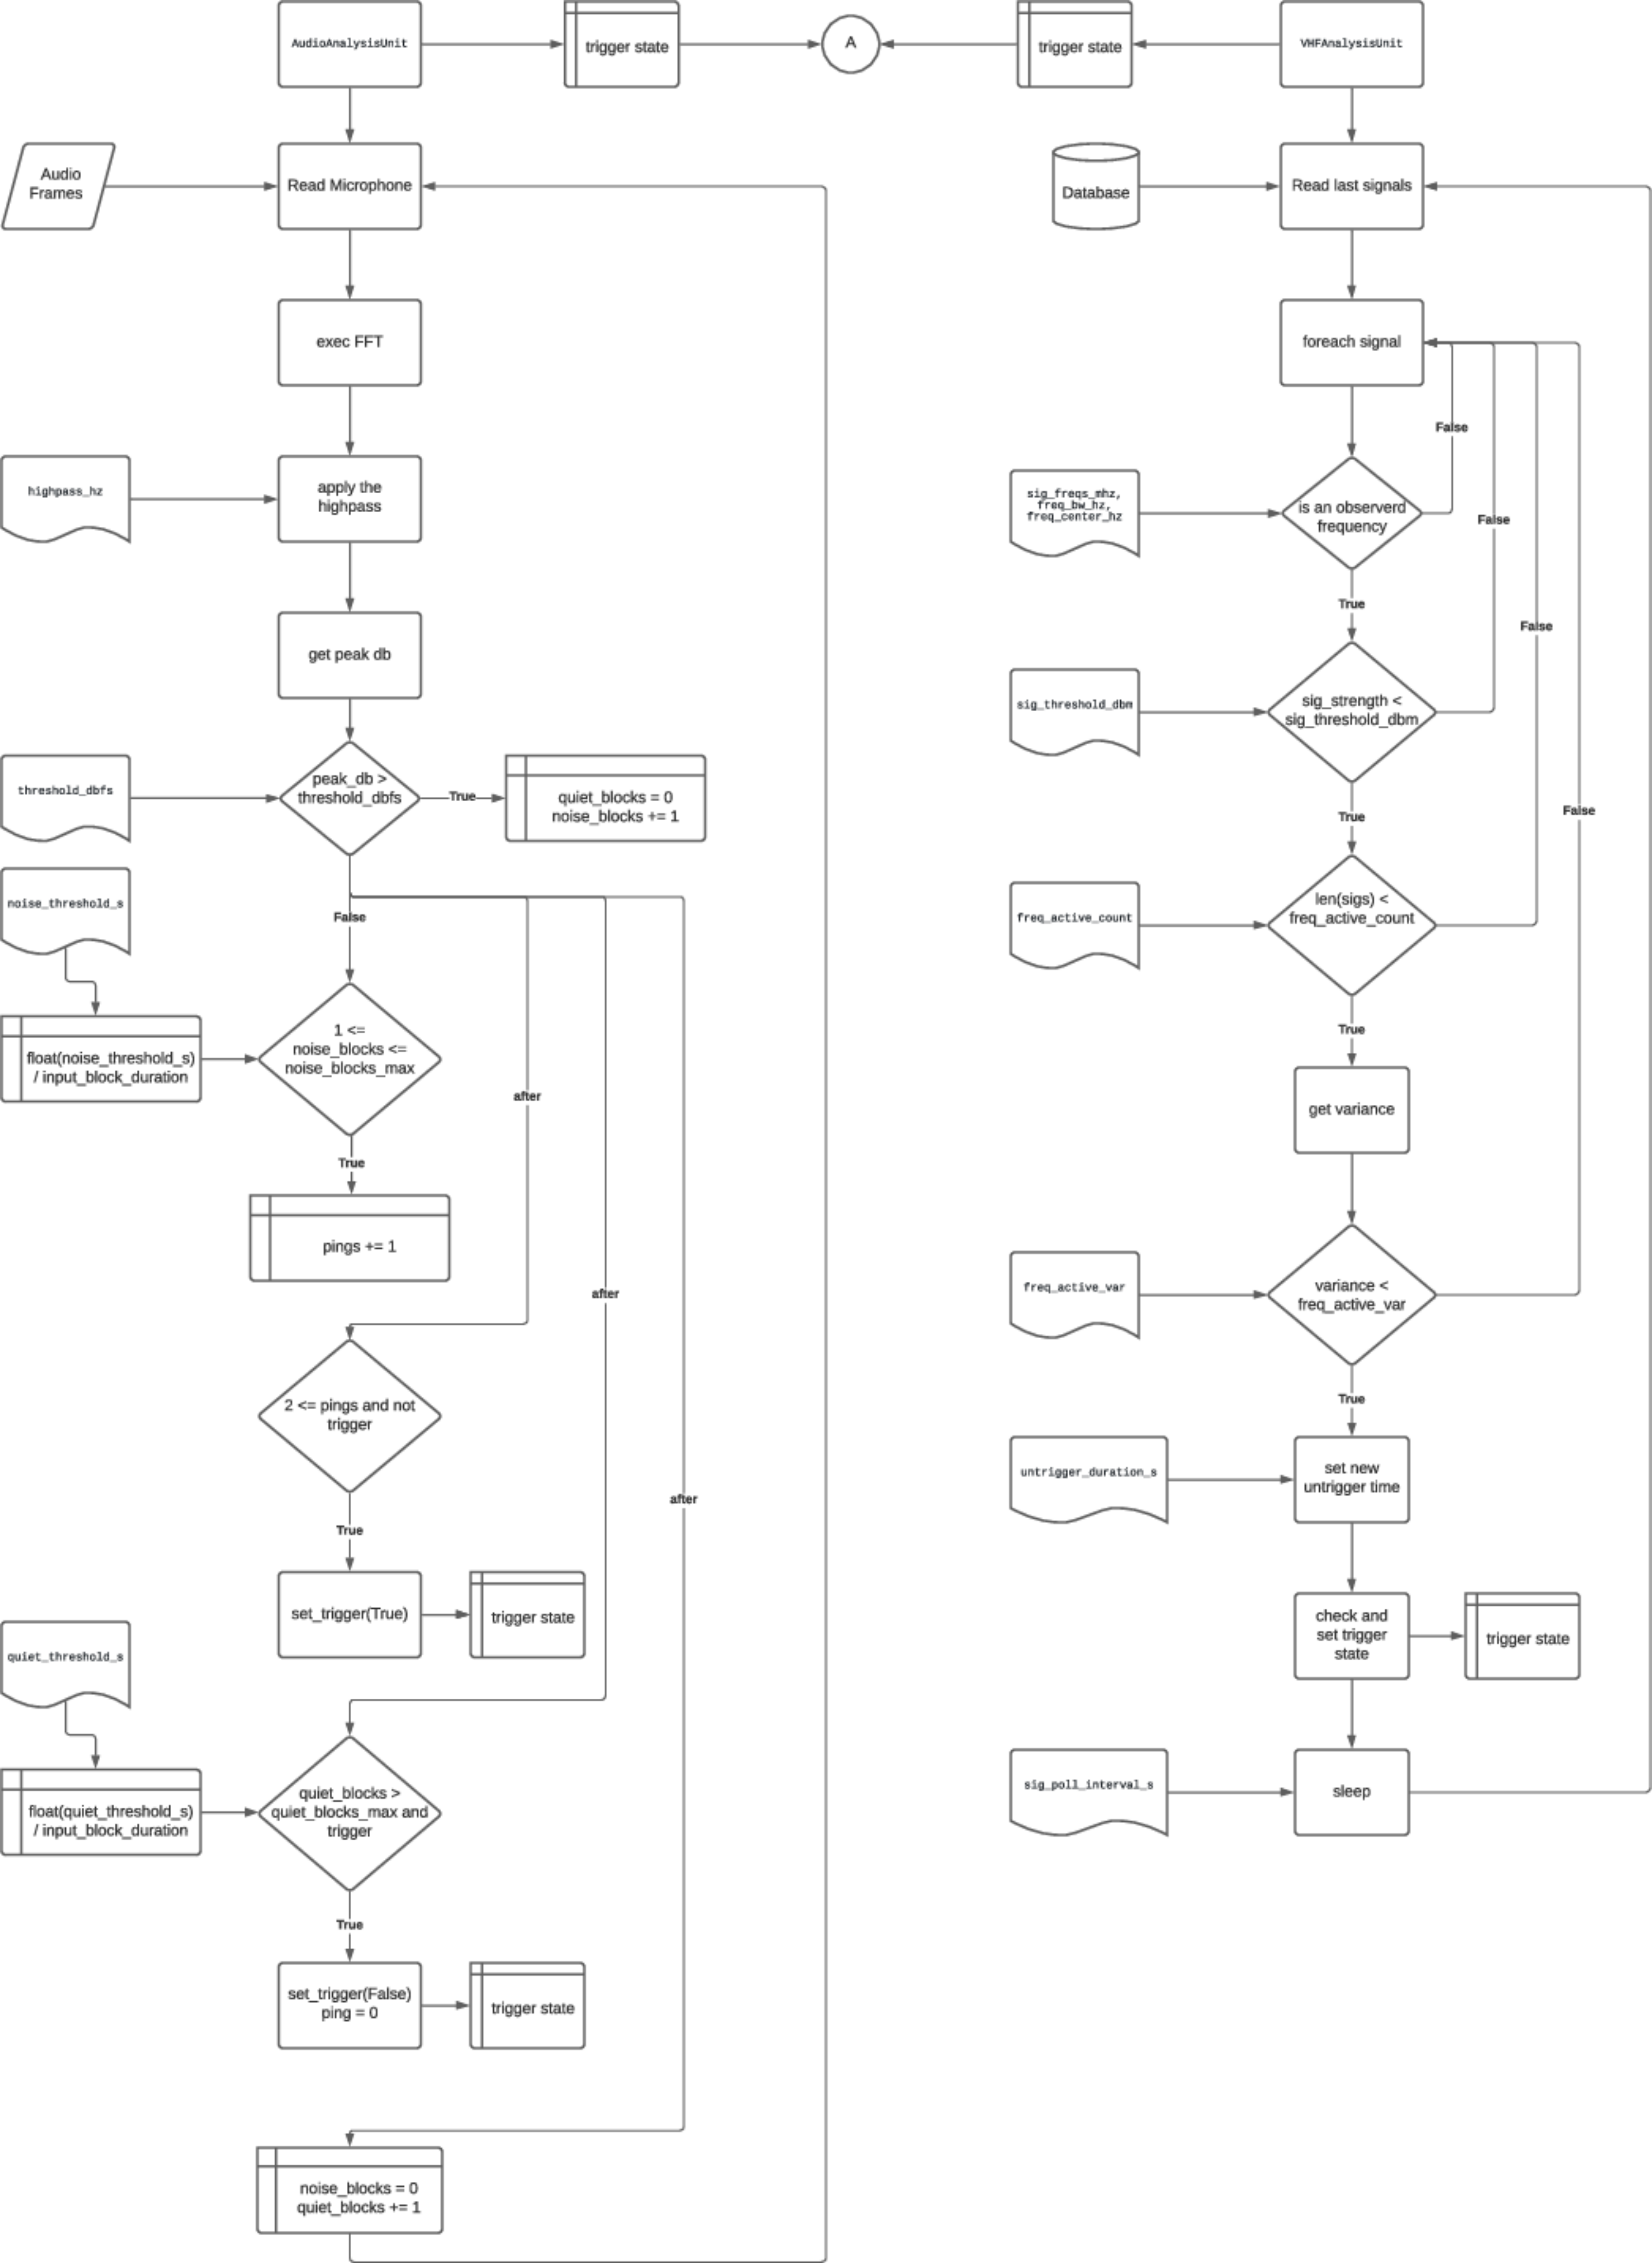 AudioAnalysisUnit
trigger state
A
trigger state
VHFAnalysisUnit
Audio
Frames
Read Microphone
Database
Read last signals
exec FFT
foreach signal
False
highpass_hz
apply the
highpass
sig_freqs_mhz,
freq_bw_hz,
freq_center_hz
is an observerd
frequency
False
True
False
get peak db
sig_threshold_dbm
sig_strength <
sig_threshold_dbm
threshold_dbfs
peak_db >
threshold_dbfs
True
quiet_blocks = 0
noise_blocks += 1
True
False
noise_threshold_s
False
freq_active_count
len(sigs) <
freq_active_count
float(noise_threshold_s)
/ input_block_duration
1 <=
noise_blocks <=
noise_blocks_max
True
after
get variance
True
pings += 1
after
freq_active_var
variance <
freq_active_var
2 <= pings and not
trigger
True
after
untrigger_duration_s
set new
untrigger time
True
set_trigger(True)
trigger state
check and
set trigger
state
trigger state
quiet_threshold_s
float(quiet_threshold_s)
/ input_block_duration
quiet_blocks >
quiet_blocks_max and
trigger
sig_poll_interval_s
sleep
True
set_trigger(False)
ping = 0
trigger state
noise_blocks = 0
quiet_blocks += 1